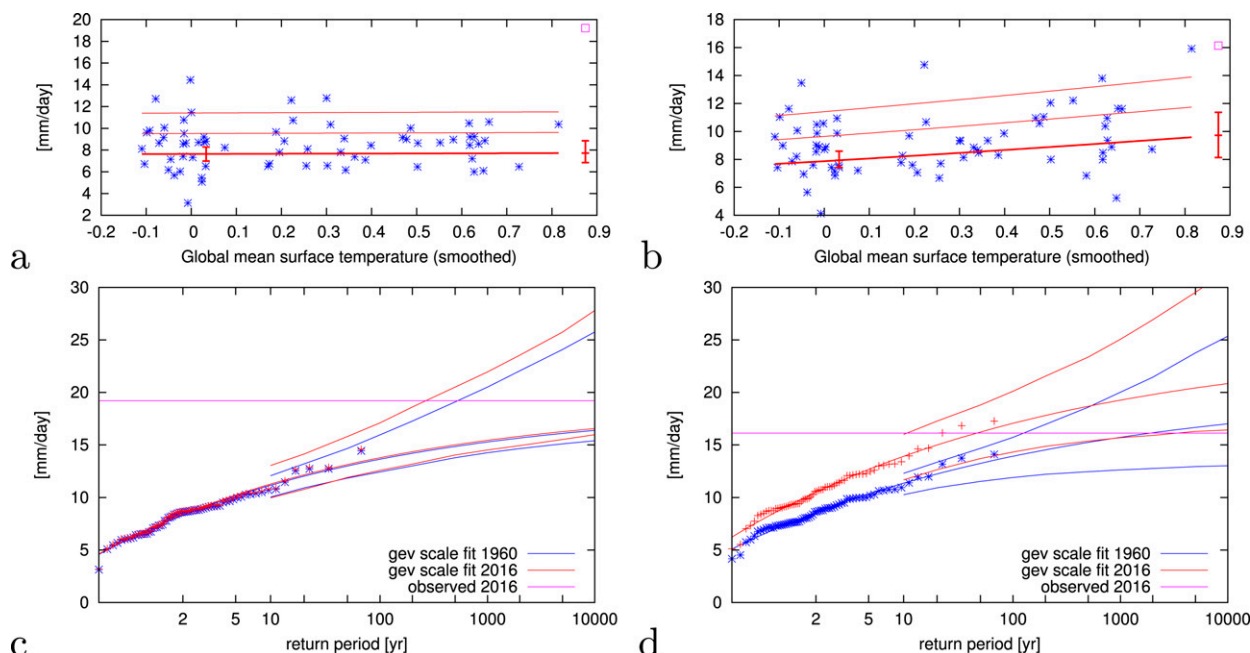 20
18
16
14
12
10
8
6
4
2
[mm/day]
-0.2 -0.1 0 0.1 0.2 0.3 0.4 0.5 0.6 0.7 0.8 0.9
Global mean surface temperature (smoothed)
a
18
16
14
12
10
8
6
4
[mm/day]
-0.2 -0.1 0 0.1 0.2 0.3 0.4 0.5 0.6 0.7 0.8 0.9
Global mean surface temperature (smoothed)
b
30
25
20
15
10
5
0
[mm/day]
gev scale fit 1960
gev scale fit 2016
observed 2016
2 5 10 100 1000 10000
return period [yr]
c
30
25
20
15
10
5
0
[mm/day]
gev scale fit 1960
gev scale fit 2016
observed 2016
2 5 10 100 1000 10000
return period [yr]
d